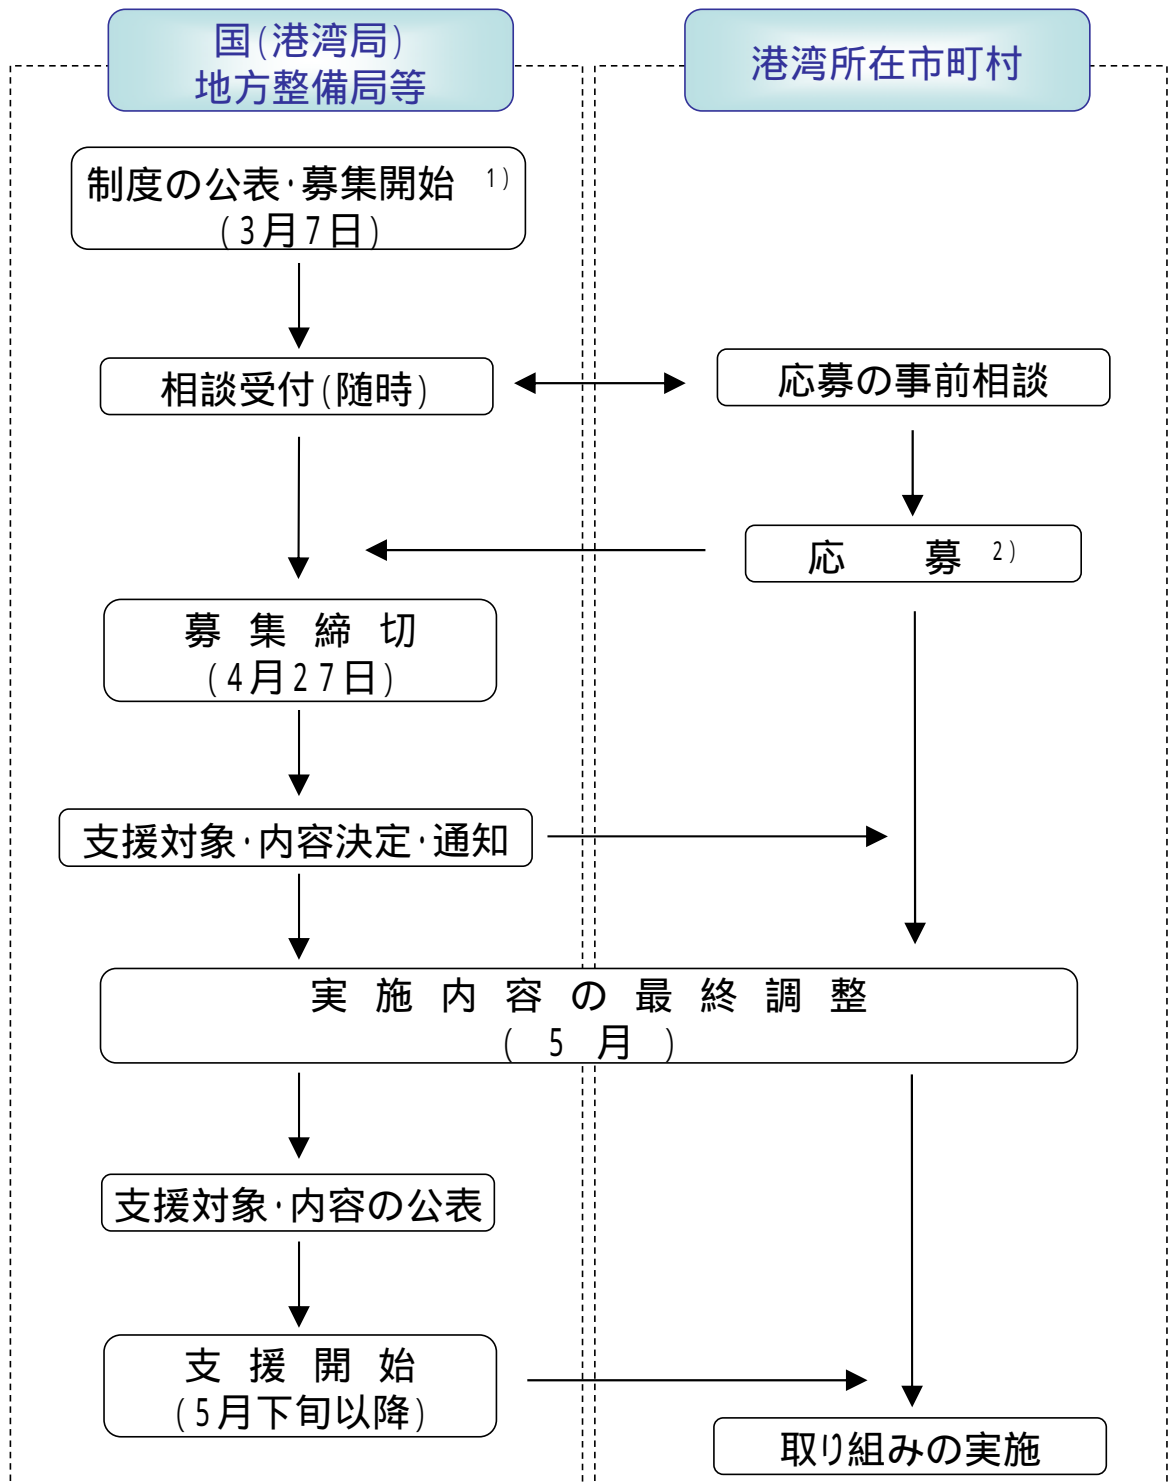 国(港湾局)
地方整備局等
港湾所在市町村
制度の公表・募集開始 1)
(3月7日)
相談受付(随時)
応募の事前相談
応　募 2)
募 集 締 切
(4月27日)
支援対象・内容決定・通知
実 施 内 容 の 最 終 調 整
( 5 月 )
支援対象・内容の公表
支 援 開 始
(5月下旬以降)
取り組みの実施